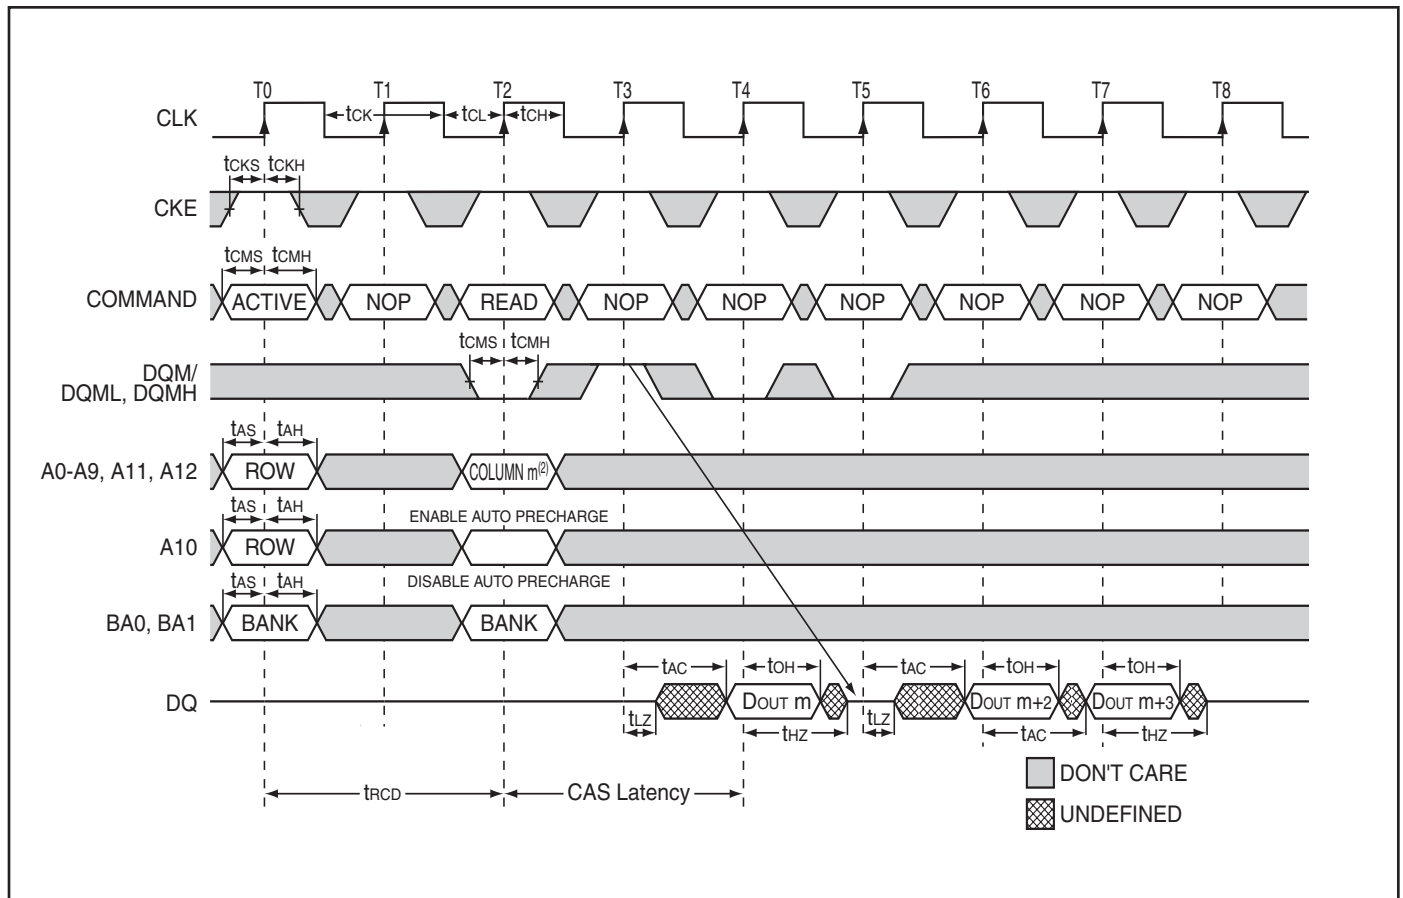 T0 T1 T2 T3 T4 T5 T6 T7 T8
CLK tCK tCL tCH
tCKS tCKH
CKE
tCMS tCMH
COMMAND ACTIVE NOP READ NOP NOP NOP NOP NOP NOP
tCMS tCMH
DQM/
DQML, DQMH
tAS tAH
A0-A9, A11, A12 ROW COLUMN m(2)
tAS tAH ENABLE AUTO PRECHARGE
A10 ROW
tAS tAH DISABLE AUTO PRECHARGE
BA0, BA1 BANK BANK
tAC tOH tAC tOH tOH
DQ DOUT m DOUT m+2 DOUT m+3
tLZ tHZ tLZ tAC tHZ
DON'T CARE
tRCD CAS Latency
UNDEFINED